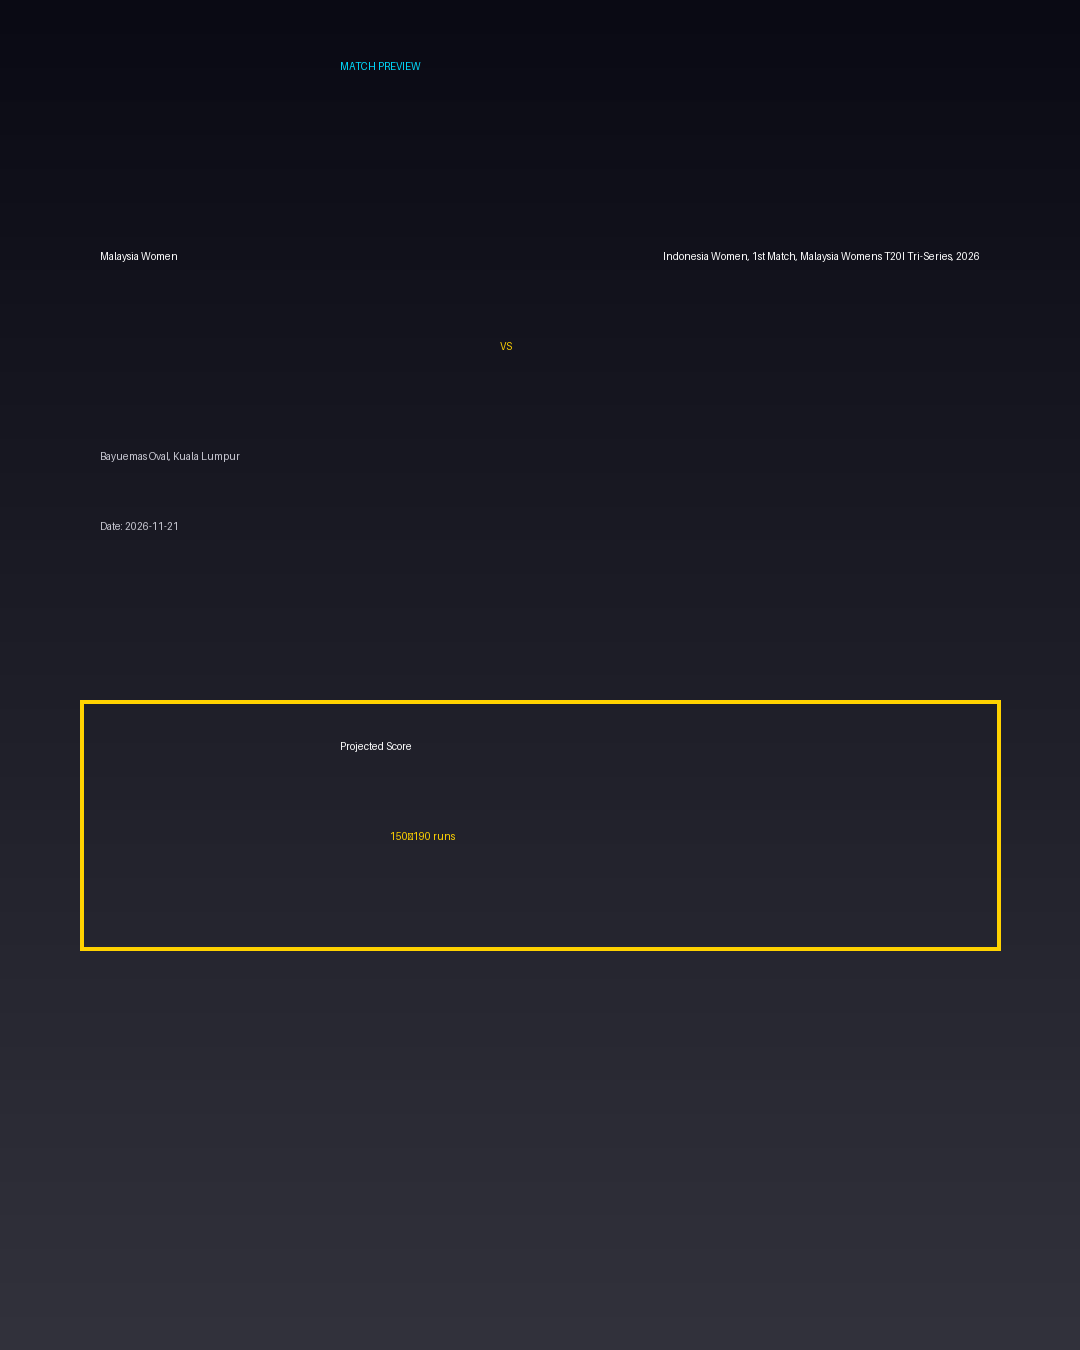 MATCH PREVIEW
Malaysia Women
Indonesia Women, 1st Match, Malaysia Womens T20I Tri-Series, 2026
VS
Bayuemas Oval, Kuala Lumpur
Date: 2026-11-21
Projected Score
150▯190 runs